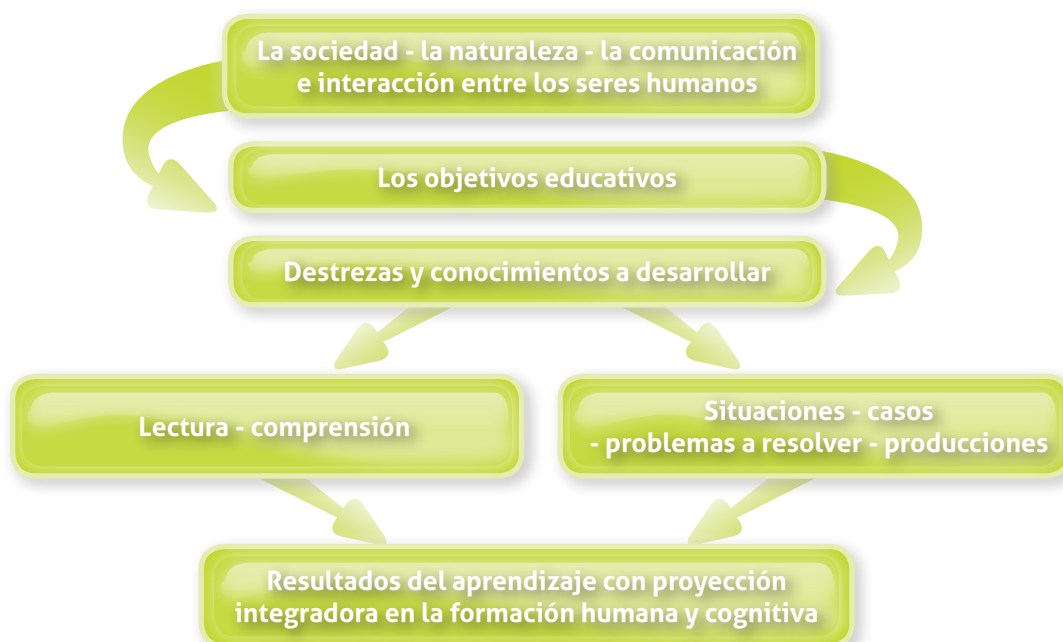 La sociedad - la naturaleza - la comunicación
e interacción entre los seres humanos
Los objetivos educativos
Destrezas y conocimientos a desarrollar
Lectura - comprensión
Situaciones - casos
- problemas a resolver - producciones
Resultados del aprendizaje con proyección
integradora en la formación humana y cognitiva